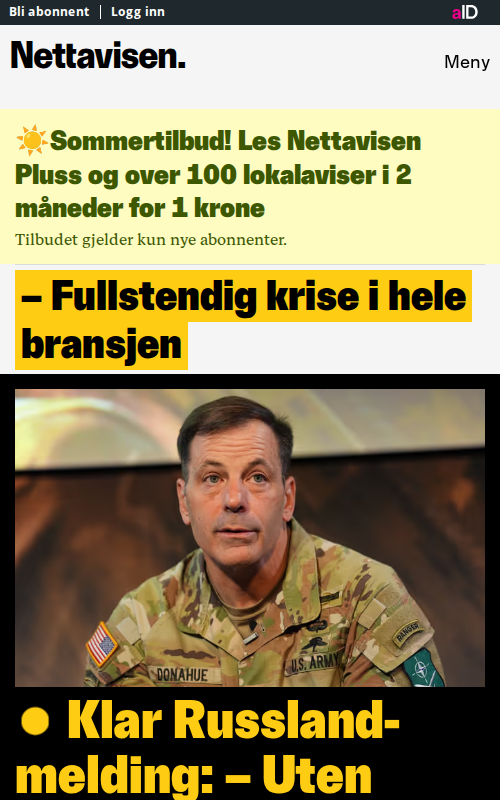 Bli abonnent
Logg inn
aID
Nettavisen.
Meny
☀️Sommertilbud! Les Nettavisen
Pluss og over 100 lokalaviser i 2
måneder for 1 krone
Tilbudet gjelder kun nye abonnenter.
– Fullstendig krise i hele
bransjen
RANGER
DONAHUE
U.S. ARMY
Klar Russland-
melding: – Uten